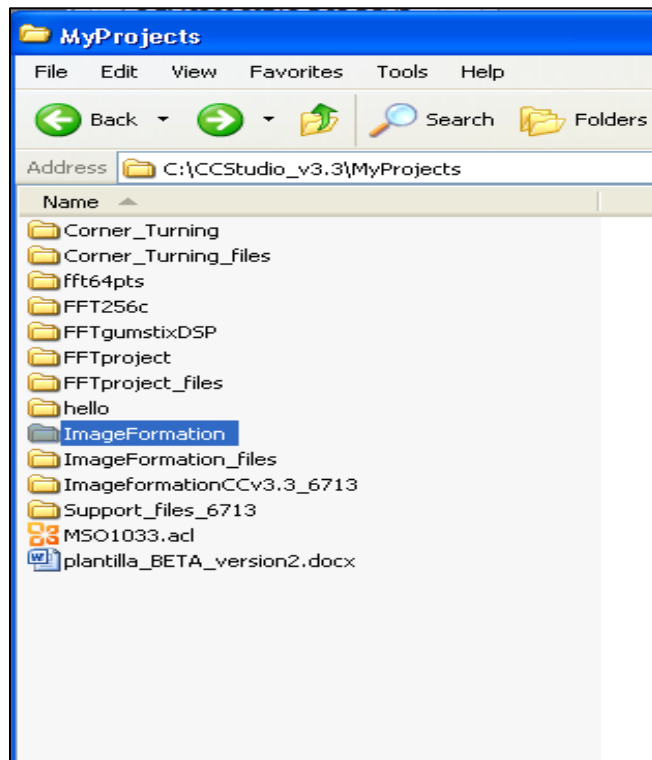 MyProjects
File Edit View Favorites Tools Help
Back Search Folders
Address C:\CCStudio_v3.3\MyProjects
Name
Corner_Turning
Corner_Turning_files
fft64pts
FFT256c
FFTgumstixDSP
FFTproject
FFTproject_files
hello
ImageFormation
ImageFormation_files
ImageformationCCv3.3_6713
Support_files_6713
MSO1033.acl
plantilla_BETA_version2.docx